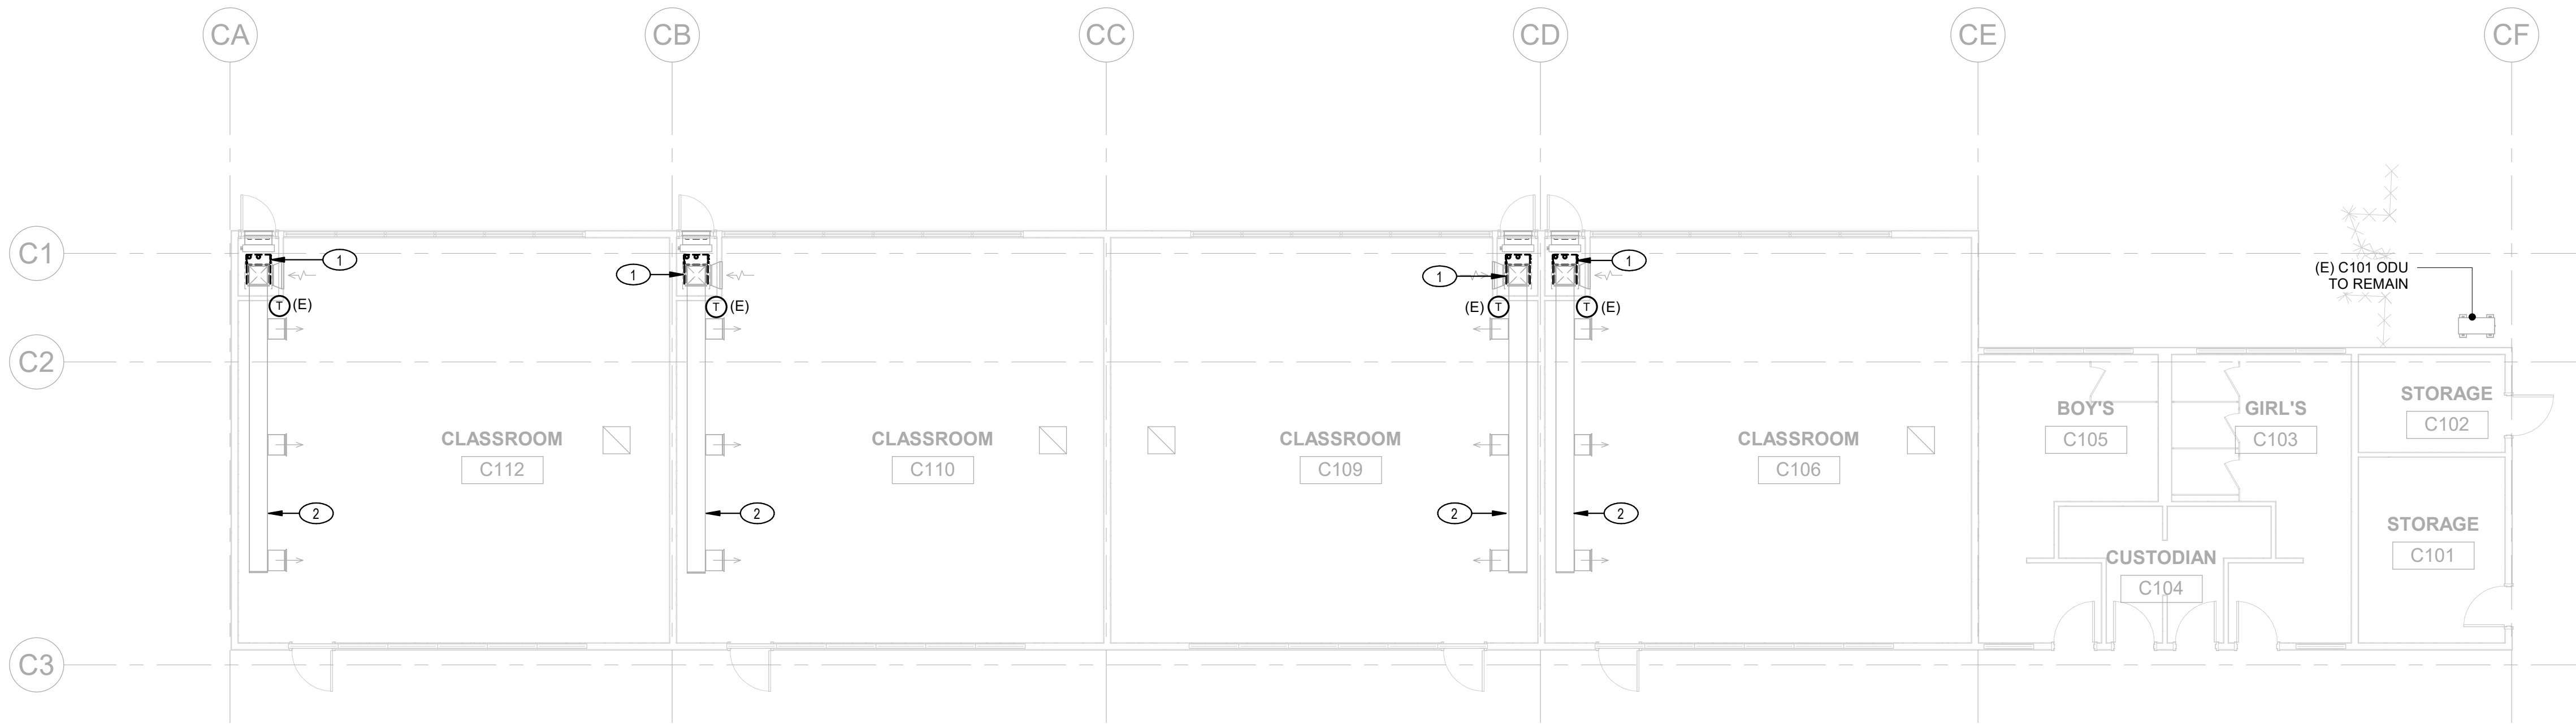 CA
CB
CC
CD
CE
CF
C1
1
1
1
1
(E) C101 ODU
TO REMAIN
T (E)
T (E)
(E) T
T (E)
C2
STORAGE
C102
BOY'S
C105
GIRL'S
C103
CLASSROOM
C112
CLASSROOM
C110
CLASSROOM
C109
CLASSROOM
C106
2
2
2
2
STORAGE
C101
CUSTODIAN
C104
C3